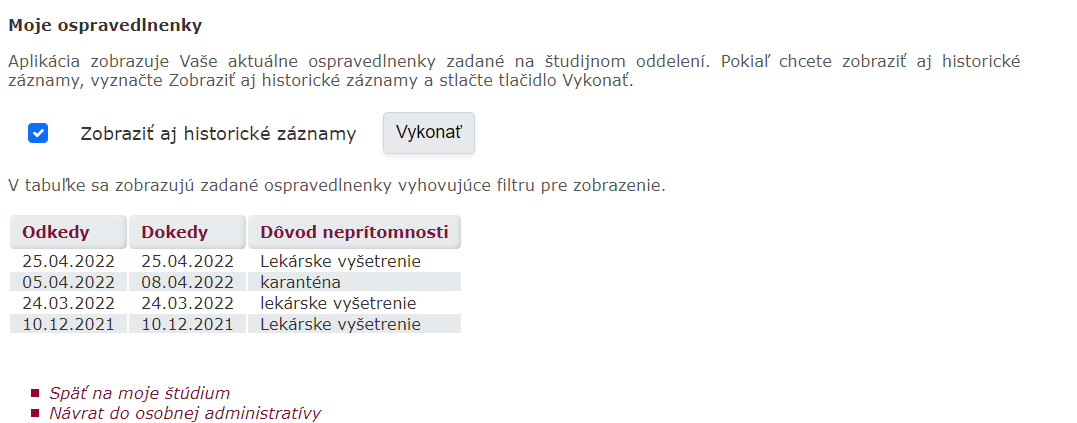 Moje ospravedlnenky
Aplikácia zobrazuje Vaše aktuálne ospravedlnenky zadané na študijnom oddelení. Pokiaľ chcete zobraziť aj historické
záznamy, vyznačte Zobraziť aj historické záznamy a stlačte tlačidlo Vykonať.
Zobraziť aj historické záznamy Vykonať
V tabuľke sa zobrazujú zadané ospravedlnenky vyhovujúce filtru pre zobrazenie.
Odkedy Dokedy Dôvod neprítomnosti
25.04.2022 25.04.2022 Lekárske vyšetrenie
05.04.2022 08.04.2022 karanténa
24.03.2022 24.03.2022 lekárske vyšetrenie
10.12.2021 10.12.2021 Lekárske vyšetrenie
Späť na moje štúdium
Návrat do osobnej administratívy